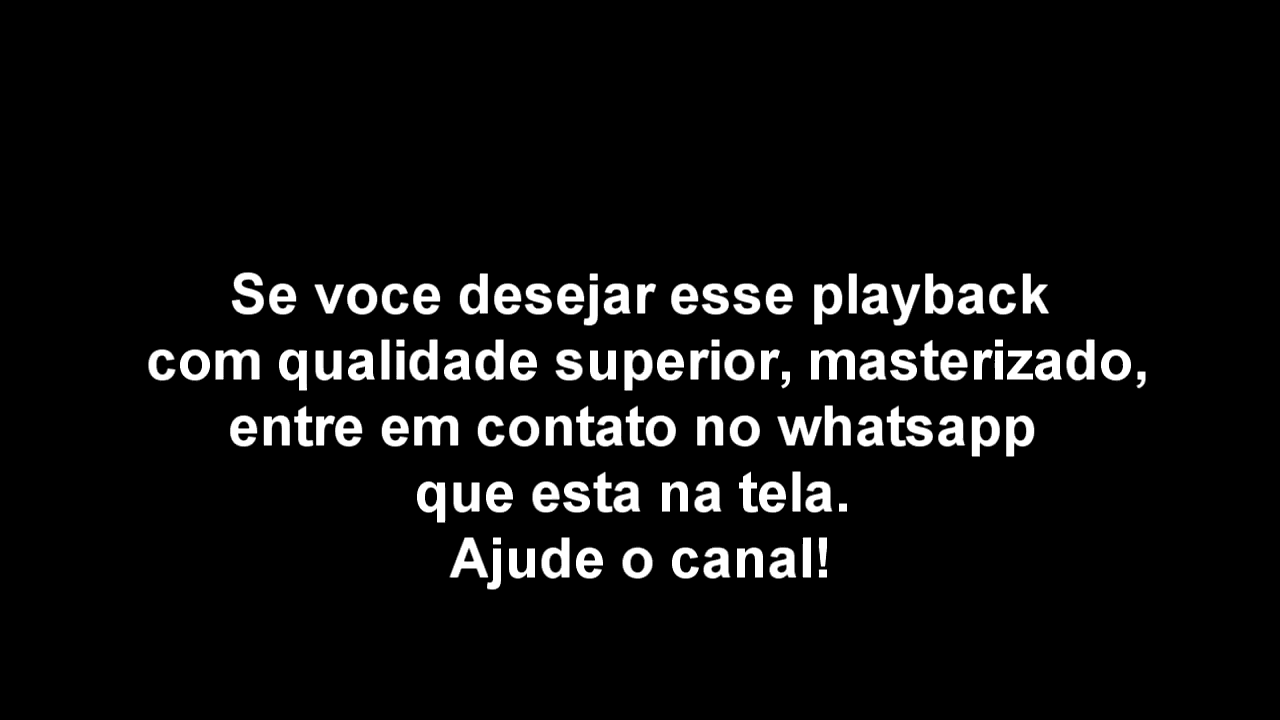 Se voce desejar esse playback
com qualidade superior, masterizado,
entre em contato no whatsapp
que esta na tela.
Ajude o canal!